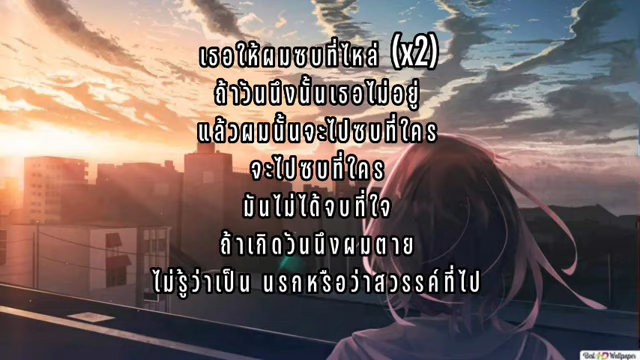 เธอให้ผมซบที่ไหล่ (x2)
ถ้าวันนึงนั้นเธอไม่อยู่
แล้วผมนั้นจะไปซบที่ใคร
จะไปซบที่ใคร
มันไม่ได้จบที่ใจ
ถ้าเกิดวันนึงผมตาย
ไม่รู้ว่าเป็น นรกหรือว่าสวรรค์ที่ไป